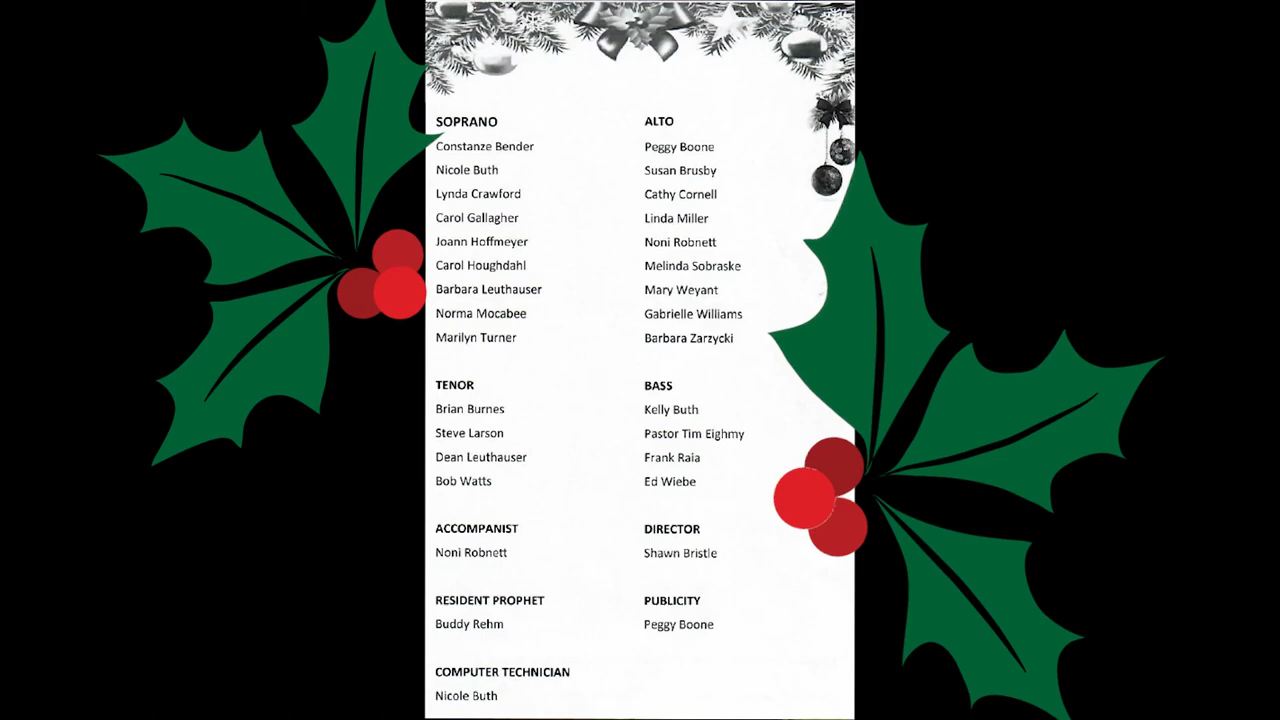 SOPRANO
Constanze Bender
Nicole Buth
Lynda Crawford
Carol Gallagher
Joann Hoffmeyer
Carol Houghdahl
Barbara Leuthauser
Norma Mocabee
Marilyn Turner
ALTO
Peggy Boone
Susan Brusby
Cathy Cornell
Linda Miller
Noni Robnett
Melinda Sobraske
Mary Weyant
Gabrielle Williams
Barbara Zarzycki
TENOR
Brian Burnes
Steve Larson
Dean Leuthauser
Bob Watts
BASS
Kelly Buth
Pastor Tim Eighmy
Frank Raia
Ed Wiebe
ACCOMPANIST
Noni Robnett
DIRECTOR
Shawn Bristle
RESIDENT PROPHET
Buddy Rehm
PUBLICITY
Peggy Boone
COMPUTER TECHNICIAN
Nicole Buth